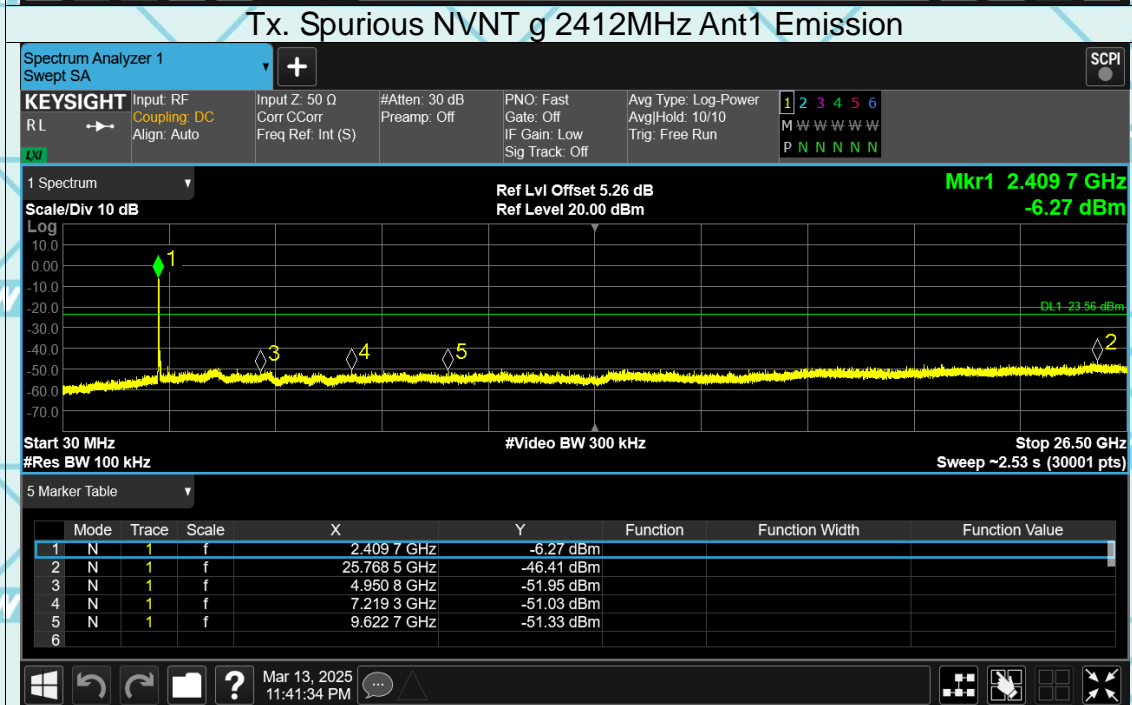 Tx. Spurious NVNT g 2412MHz Ant1 Emission
Spectrum Analyzer 1
Swept SA
SCPI
KEYSIGHT
RL
LXI
Input: RF
Coupling: DC
Align: Auto
Input Z: 50 Ω
Corr CCorr
Freq Ref: Int (S)
#Atten: 30 dB
Preamp: Off
PNO: Fast
Gate: Off
IF Gain: Low
Sig Track: Off
Avg Type: Log-Power
Avg|Hold: 10/10
Trig: Free Run
1 2 3 4 5 6
M W W W W W
P N N N N N
1 Spectrum
Scale/Div 10 dB
Ref Lvl Offset 5.26 dB
Ref Level 20.00 dBm
Mkr1 2.409 7 GHz
-6.27 dBm
Log
10.0
0.00
-10.0
-20.0
-30.0
-40.0
-50.0
-60.0
-70.0
1
DL1 -23.56 dBm
2
3
4
5
Start 30 MHz
#Video BW 300 kHz
Stop 26.50 GHz
#Res BW 100 kHz
Sweep ~2.53 s (30001 pts)
5 Marker Table
Mode Trace Scale X Y Function Function Width Function Value
1 N 1 f 2.409 7 GHz -6.27 dBm
2 N 1 f 25.768 5 GHz -46.41 dBm
3 N 1 f 4.950 8 GHz -51.95 dBm
4 N 1 f 7.219 3 GHz -51.03 dBm
5 N 1 f 9.622 7 GHz -51.33 dBm
6
?
Mar 13, 2025
11:41:34 PM